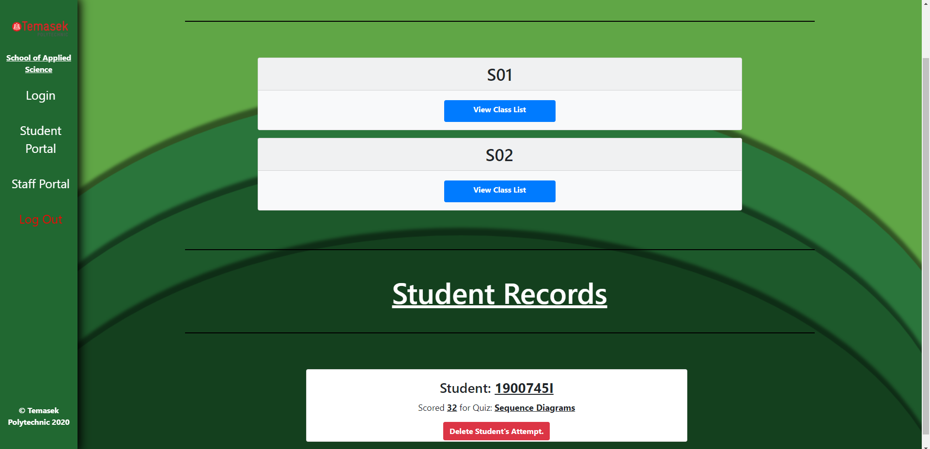 Temasek
School of Applied
Science
Login
Student
Portal
Staff Portal
Log Out
© Temasek
Polytechnic 2020
S01
View Class List
S02
View Class List
Student Records
Student: 1900745I
Scored 32 for Quiz: Sequence Diagrams
Delete Student's Attempt.